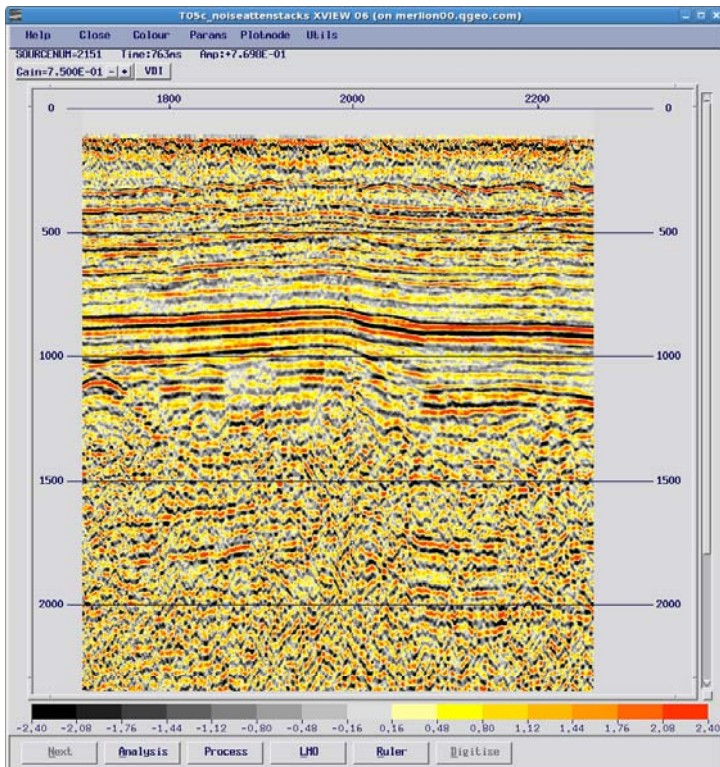 T05c_noiseattenstacks XVIEW 06 (on merlion00.qgeo.com)
Help Close Colour Params Plotmode Utils
SOURCENUM=2151 Time:763ms Amp:+7.698E-01
Gain=7.500E-01 - + VDI
1800 2000 2200
0 0
500 500
1000 1000
1500 1500
2000 2000
-2,40 -2,08 -1,76 -1,44 -1,12 -0,80 -0,48 -0,16 0,16 0,48 0,80 1,12 1,44 1,76 2,08 2,40
Next Analysis Process LMO Ruler Digitise